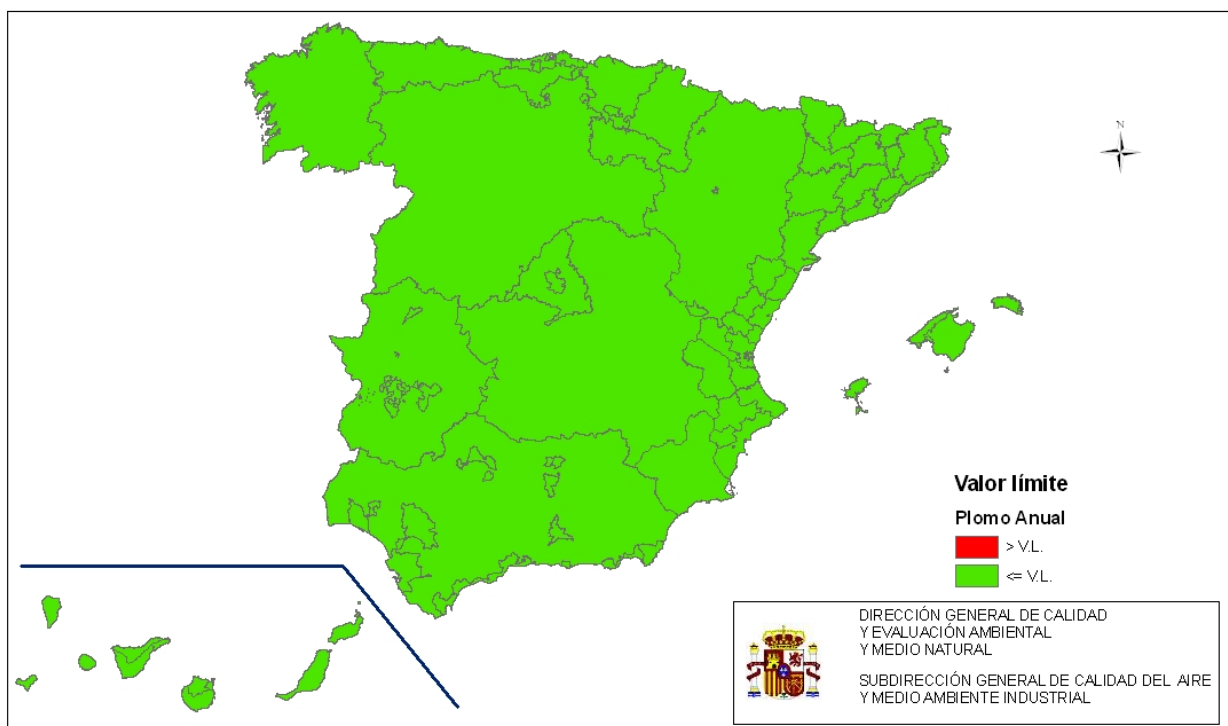 N
Valor límite
Plomo Anual
> V.L.
<= V.L.
DIRECCIÓN GENERAL DE CALIDAD
Y EVALUACIÓN AMBIENTAL
Y MEDIO NATURAL
SUBDIRECCIÓN GENERAL DE CALIDAD DEL AIRE
Y MEDIO AMBIENTE INDUSTRIAL